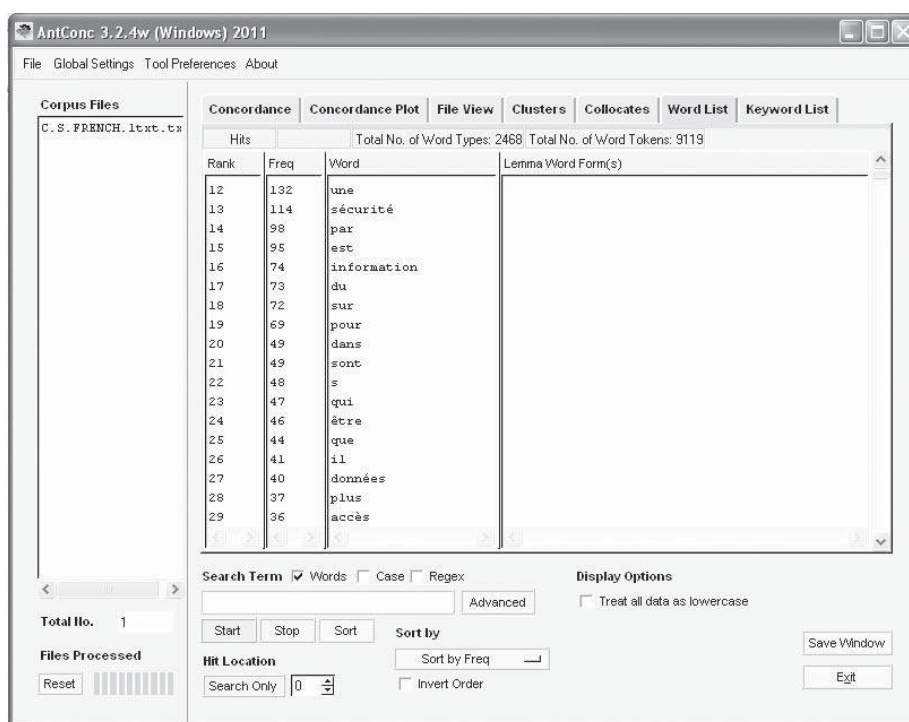 AntConc 3.2.4w (Windows) 2011
File Global Settings Tool Preferences About
Corpus Files
C.S.FRENCH.1txt.tx
Concordance Concordance Plot File View Clusters Collocates Word List Keyword List
Hits Total No. of Word Types: 2468 Total No. of Word Tokens: 9119
Rank Freq Word Lemma Word Form(s)
12 132 une
13 114 sécurité
14 98 par
15 95 est
16 74 information
17 73 du
18 72 sur
19 69 pour
20 49 dans
21 49 sont
22 48 s
23 47 qui
24 46 être
25 44 que
26 41 il
27 40 données
28 37 plus
29 36 accès
Search Term Words Case Regex
Advanced
Start Stop Sort
Sort by
Sort by Freq
Invert Order
Hit Location
Search Only 0
Display Options
Treat all data as lowercase
Total No. 1
Files Processed
Reset
Save Window
Exit